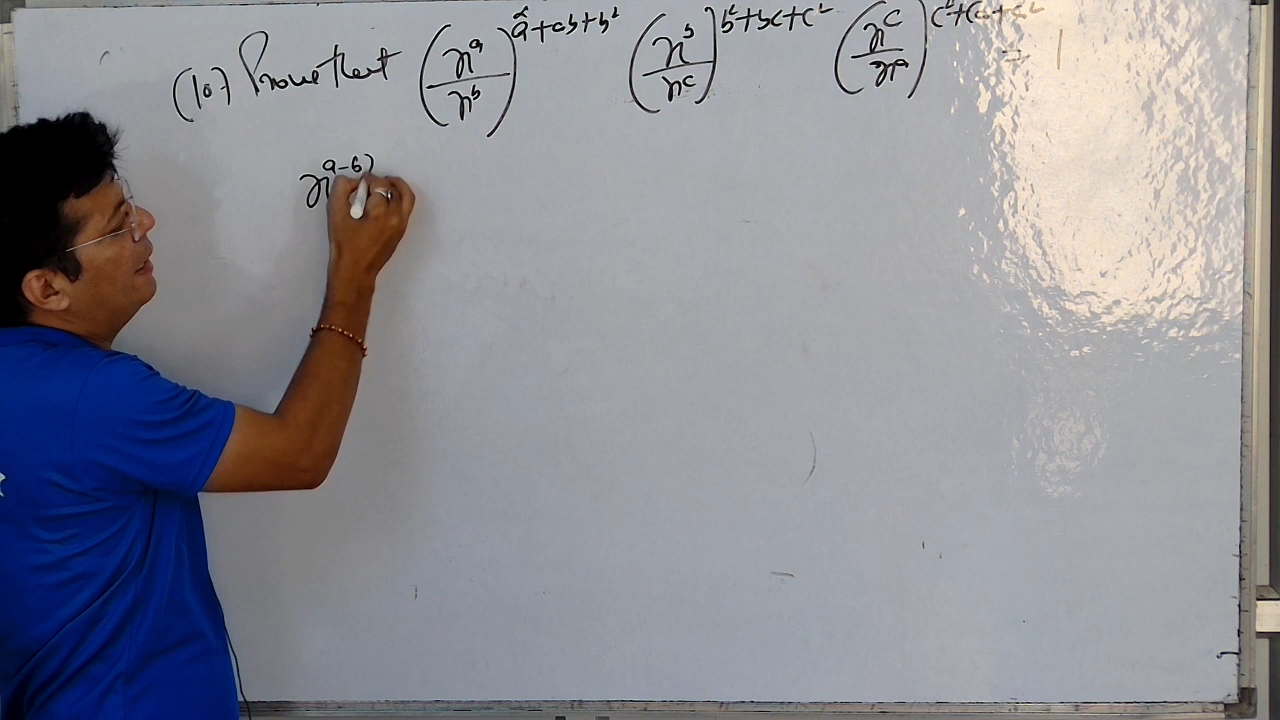 (10) Prove that (x^a/x^b)^a²+ab+b² (x^b/x^c)^b²+bc+c² (x^c/x^a)^c²+ca+a² = 1
x^a-b)